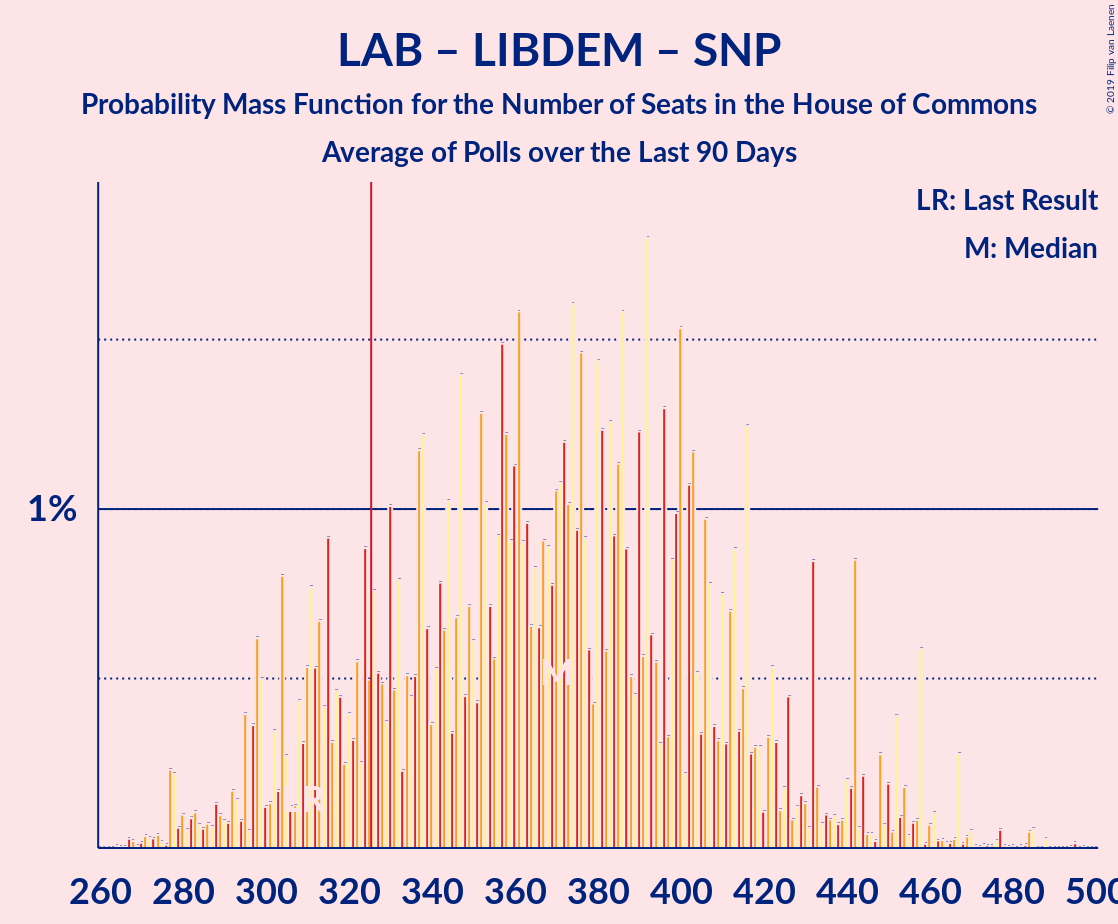 LAB – LIBDEM – SNP
Probability Mass Function for the Number of Seats in the House of Commons
Average of Polls over the Last 90 Days
© 2019 Filip van Laenen
LR: Last Result
M: Median
1%
M
260 280 300 320 340 360 380 400 420 440 460 480 500